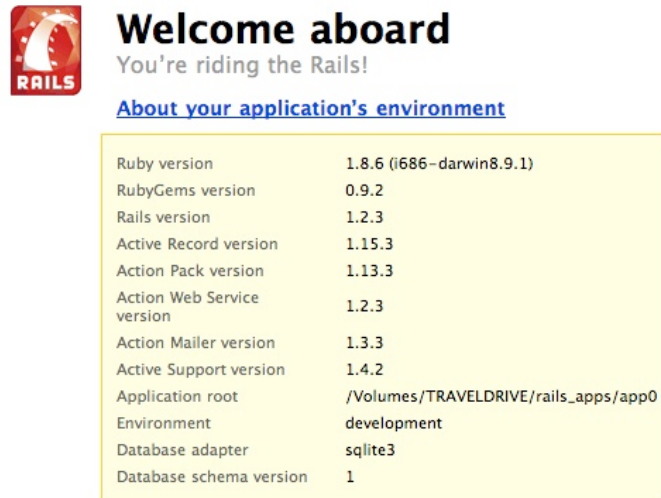 RAILS
Welcome aboard
You're riding the Rails!
About your application's environment
Ruby version 1.8.6 (i686-darwin8.9.1)
RubyGems version 0.9.2
Rails version 1.2.3
Active Record version 1.15.3
Action Pack version 1.13.3
Action Web Service
version 1.2.3
Action Mailer version 1.3.3
Active Support version 1.4.2
Application root /Volumes/TRAVELDRIVE/rails_apps/app0
Environment development
Database adapter sqlite3
Database schema version 1